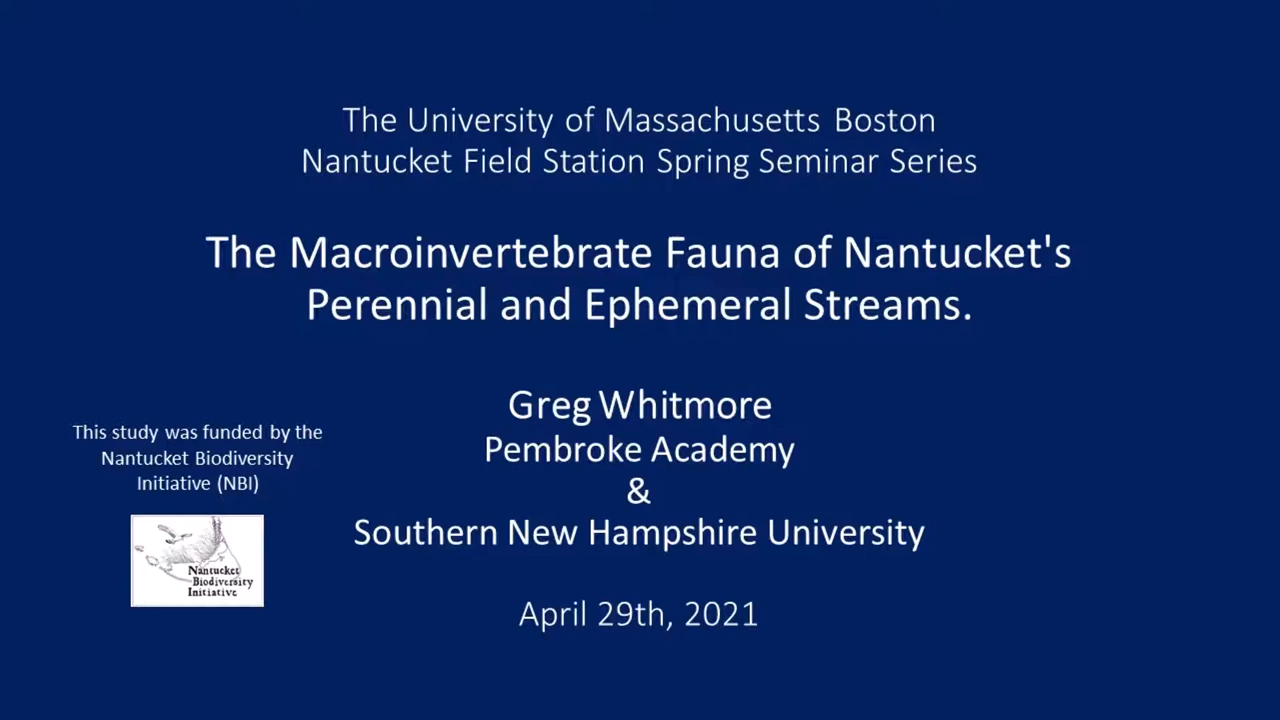 The University of Massachusetts Boston
Nantucket Field Station Spring Seminar Series
The Macroinvertebrate Fauna of Nantucket's
Perennial and Ephemeral Streams.
Greg Whitmore
Pembroke Academy
&
Southern New Hampshire University
April 29th, 2021
This study was funded by the
Nantucket Biodiversity
Initiative (NBI)
Nantucket
Biodiversity
Initiative